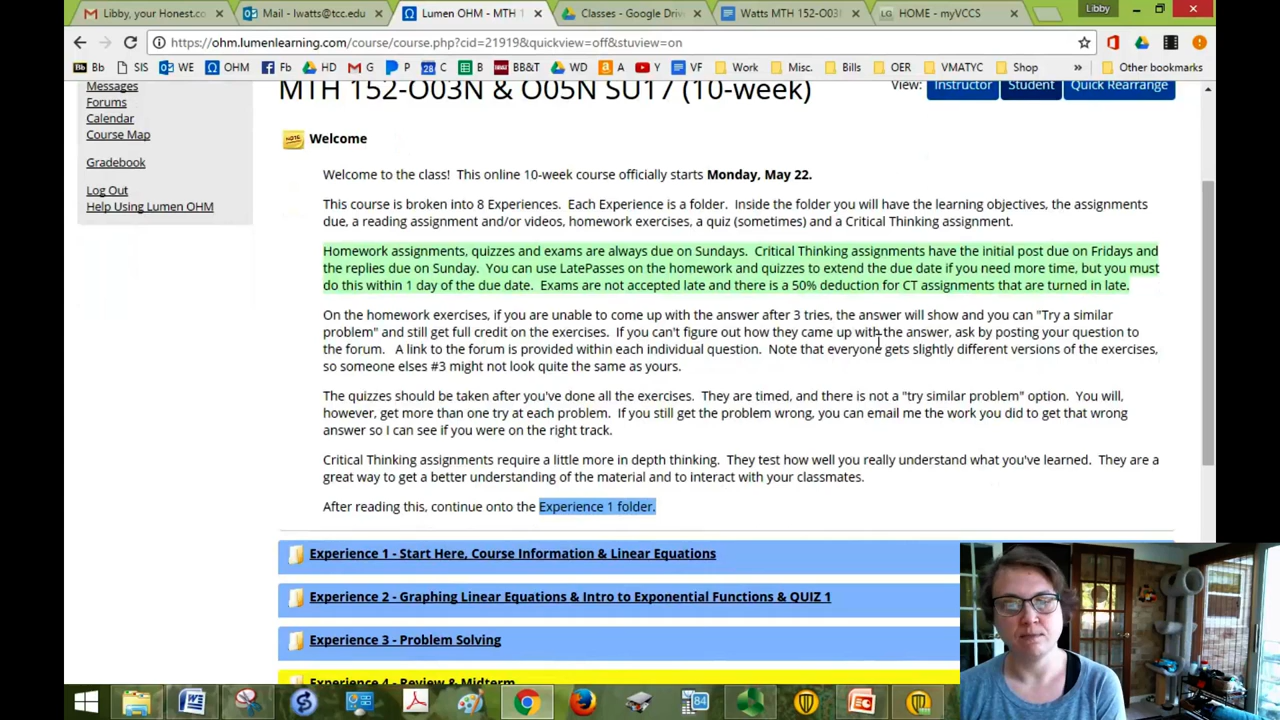 Libby, your Honest.co
Mail - lwatts@tcc.edu
Lumen OHM - MTH 1
Classes - Google Driv
Watts MTH 152-O03N
HOME - myVCCS
Libby
https://ohm.lumenlearning.com/course/course.php?cid=21919&quickview=off&stuview=on
Bb SIS WE OHM Fb HD G P C B BB&T WD A Y VF Work Misc. Bills OER VMATYC Shop » Other bookmarks
Messages
Forums
Calendar
Course Map
Gradebook
Log Out
Help Using Lumen OHM
MTH 152-O03N & O05N SU17 (10-week)
View: Instructor Student Quick Rearrange
Welcome
Welcome to the class! This online 10-week course officially starts Monday, May 22.
This course is broken into 8 Experiences. Each Experience is a folder. Inside the folder you will have the learning objectives, the assignments
due, a reading assignment and/or videos, homework exercises, a quiz (sometimes) and a Critical Thinking assignment.
Homework assignments, quizzes and exams are always due on Sundays. Critical Thinking assignments have the initial post due on Fridays and
the replies due on Sunday. You can use LatePasses on the homework and quizzes to extend the due date if you need more time, but you must
do this within 1 day of the due date. Exams are not accepted late and there is a 50% deduction for CT assignments that are turned in late.
On the homework exercises, if you are unable to come up with the answer after 3 tries, the answer will show and you can "Try a similar
problem" and still get full credit on the exercises. If you can't figure out how they came up with the answer, ask by posting your question to
the forum. A link to the forum is provided within each individual question. Note that everyone gets slightly different versions of the exercises,
so someone elses #3 might not look quite the same as yours.
The quizzes should be taken after you've done all the exercises. They are timed, and there is not a "try similar problem" option. You will,
however, get more than one try at each problem. If you still get the problem wrong, you can email me the work you did to get that wrong
answer so I can see if you were on the right track.
Critical Thinking assignments require a little more in depth thinking. They test how well you really understand what you've learned. They are a
great way to get a better understanding of the material and to interact with your classmates.
After reading this, continue onto the Experience 1 folder.
Experience 1 - Start Here, Course Information & Linear Equations
Experience 2 - Graphing Linear Equations & Intro to Exponential Functions & QUIZ 1
Experience 3 - Problem Solving
Experience 4 - Review & Midterm